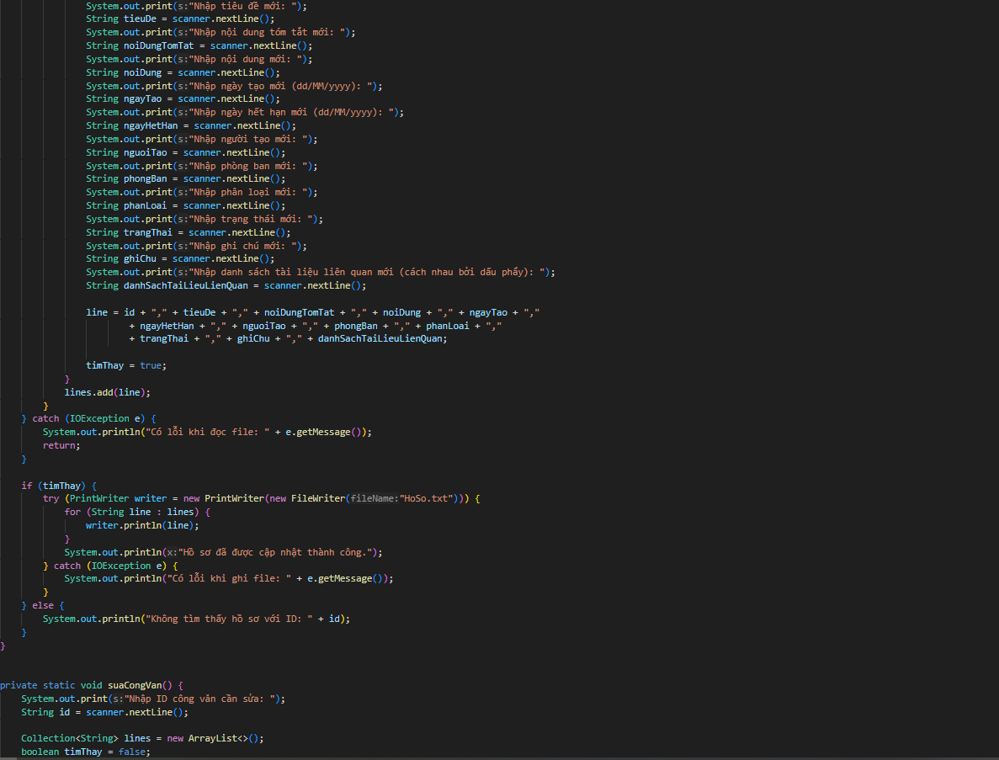 System.out.print(s:"Nhập tiêu đề mới: ");
String tieuDe = scanner.nextLine();
System.out.print(s:"Nhập nội dung tóm tắt mới: ");
String noiDungTomTat = scanner.nextLine();
System.out.print(s:"Nhập nội dung mới: ");
String noiDung = scanner.nextLine();
System.out.print(s:"Nhập ngày tạo mới (dd/MM/yyyy): ");
String ngayTao = scanner.nextLine();
System.out.print(s:"Nhập ngày hết hạn mới (dd/MM/yyyy): ");
String ngayHetHan = scanner.nextLine();
System.out.print(s:"Nhập người tạo mới: ");
String nguoiTao = scanner.nextLine();
System.out.print(s:"Nhập phòng ban mới: ");
String phongBan = scanner.nextLine();
System.out.print(s:"Nhập phân loại mới: ");
String phanLoai = scanner.nextLine();
System.out.print(s:"Nhập trạng thái mới: ");
String trangThai = scanner.nextLine();
System.out.print(s:"Nhập ghi chú mới: ");
String ghiChu = scanner.nextLine();
System.out.print(s:"Nhập danh sách tài liệu liên quan mới (cách nhau bởi dấu phẩy): ");
String danhSachTaiLieuLienQuan = scanner.nextLine();
line = id + "," + tieuDe + "," + noiDungTomTat + "," + noiDung + "," + ngayTao + ","
+ ngayHetHan + "," + nguoiTao + "," + phongBan + "," + phanLoai + ","
+ trangThai + "," + ghiChu + "," + danhSachTaiLieuLienQuan;
timThay = true;
}
lines.add(line);
}
} catch (IOException e) {
System.out.println("Có lỗi khi đọc file: " + e.getMessage());
return;
}
if (timThay) {
try (PrintWriter writer = new PrintWriter(new FileWriter(fileName:"HoSo.txt"))) {
for (String line : lines) {
writer.println(line);
}
System.out.println(x:"Hồ sơ đã được cập nhật thành công.");
} catch (IOException e) {
System.out.println("Có lỗi khi ghi file: " + e.getMessage());
}
} else {
System.out.println("Không tìm thấy hồ sơ với ID: " + id);
}
}
private static void suaCongVan() {
System.out.print(s:"Nhập ID công văn cần sửa: ");
String id = scanner.nextLine();
Collection<String> lines = new ArrayList<>();
boolean timThay = false;